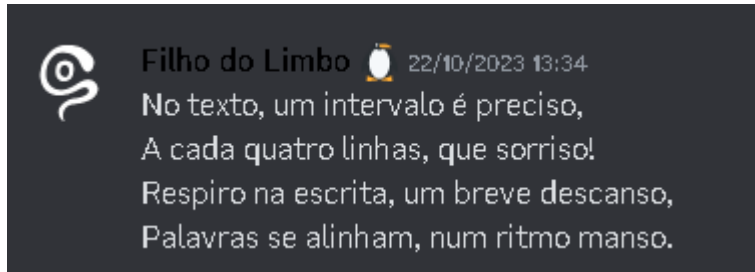 Filho do Limbo 22/10/2023 13:34
No texto, um intervalo é preciso,
A cada quatro linhas, que sorriso!
Respiro na escrita, um breve descanso,
Palavras se alinham, num ritmo manso.